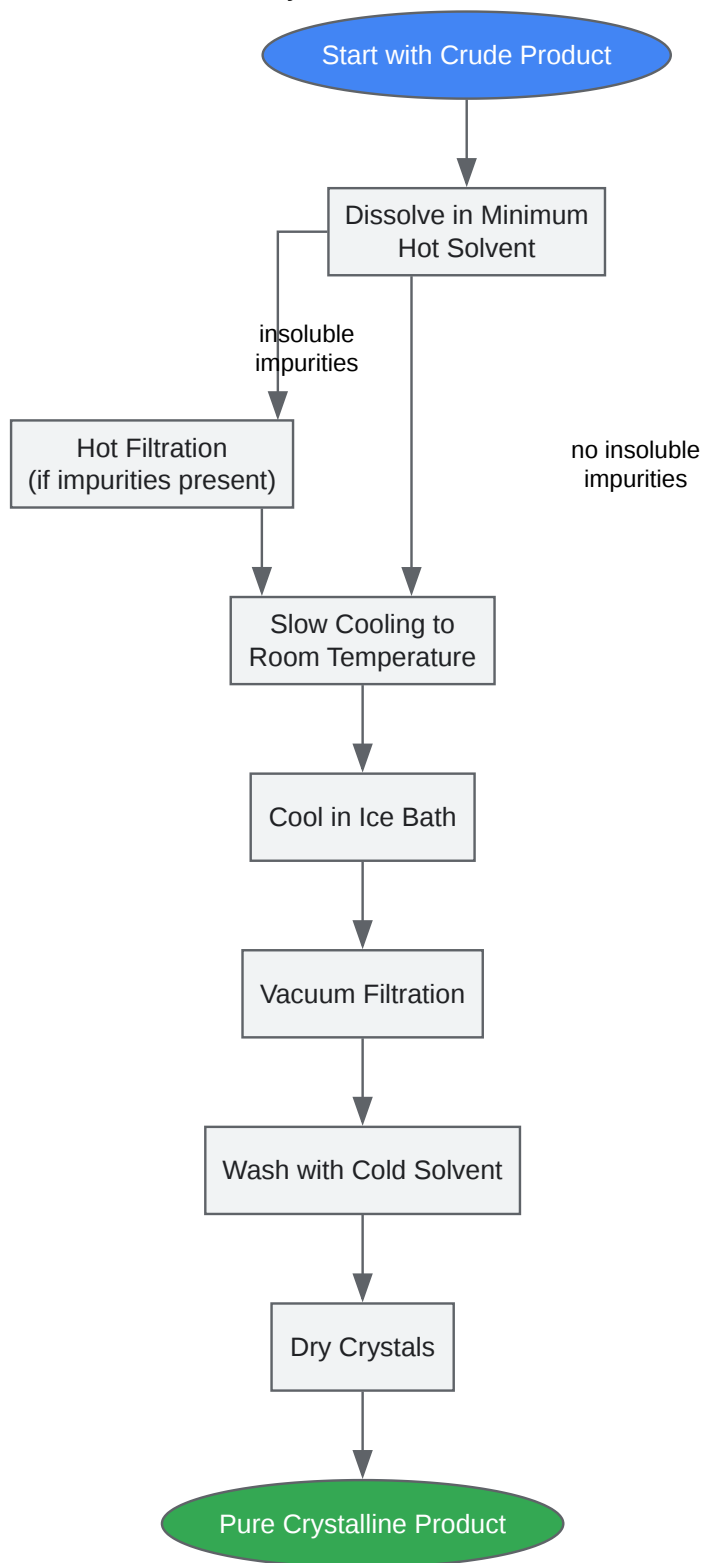 Start with Crude Product
Dissolve in Minimum
Hot Solvent
insoluble
impurities
Hot Filtration
(if impurities present)
no insoluble
impurities
Slow Cooling to
Room Temperature
Cool in Ice Bath
Vacuum Filtration
Wash with Cold Solvent
Dry Crystals
Pure Crystalline Product